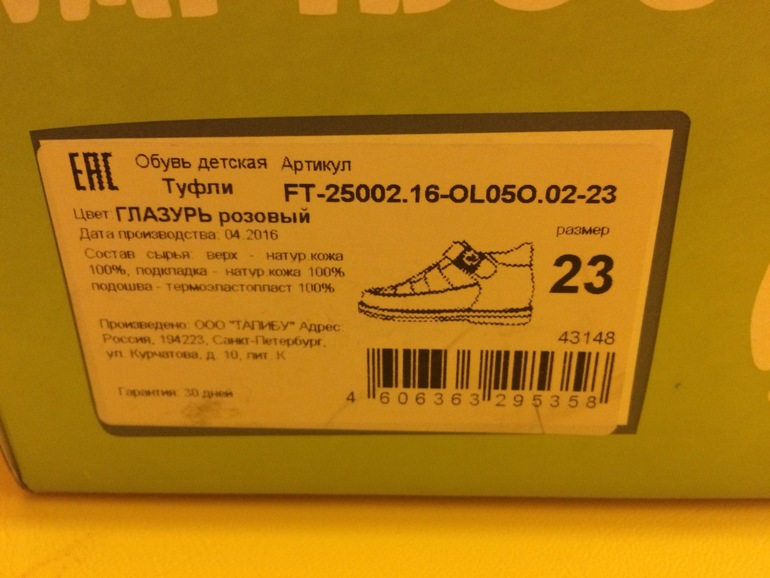 EAC
Обувь детская Артикул
Туфли FT-25002.16-OL05O.02-23
Цвет: ГЛАЗУРЬ розовый
Дата производства: 04.2016
размер
23
Состав сырья: верх - натур.кожа
100%, подкладка - натур.кожа 100%
подошва - термоэластопласт 100%
Произведено: ООО "ТАПИБУ" Адрес:
Россия, 194223, Санкт-Петербург,
ул. Курчатова, д. 10, лит. К
43148
Гарантия: 30 дней
4 606363 295358